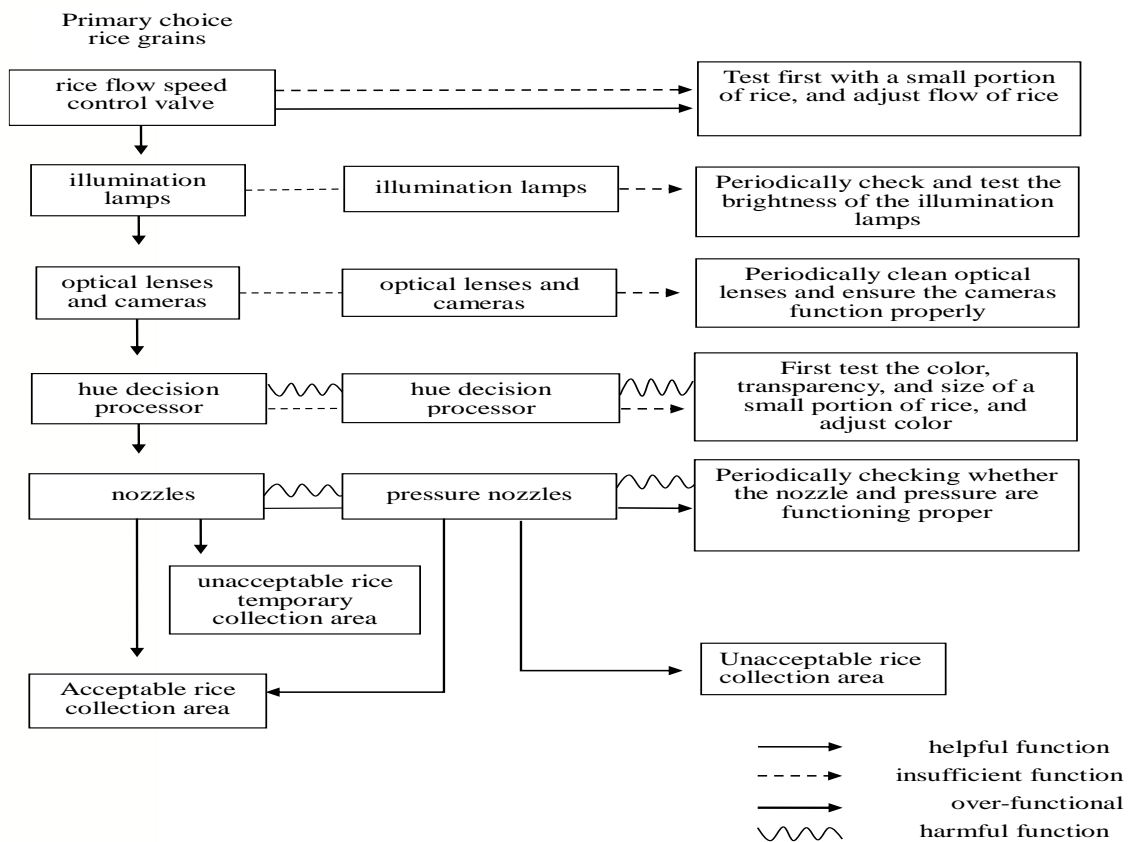 Primary choice
rice grains
rice flow speed
control valve
Test first with a small portion
of rice, and adjust flow of rice
illumination
lamps
illumination lamps
Periodically check and test the
brightness of the illumination
lamps
optical lenses
and cameras
optical lenses and
cameras
Periodically clean optical
lenses and ensure the cameras
function properly
hue decision
processor
hue decision
processor
First test the color,
transparency, and size of a
small portion of rice, and
adjust color
nozzles
pressure nozzles
Periodically checking whether
the nozzle and pressure are
functioning proper
unacceptable rice
temporary
collection area
Acceptable rice
collection area
Unacceptable rice
collection area
helpful function
insufficient function
over-functional
harmful function